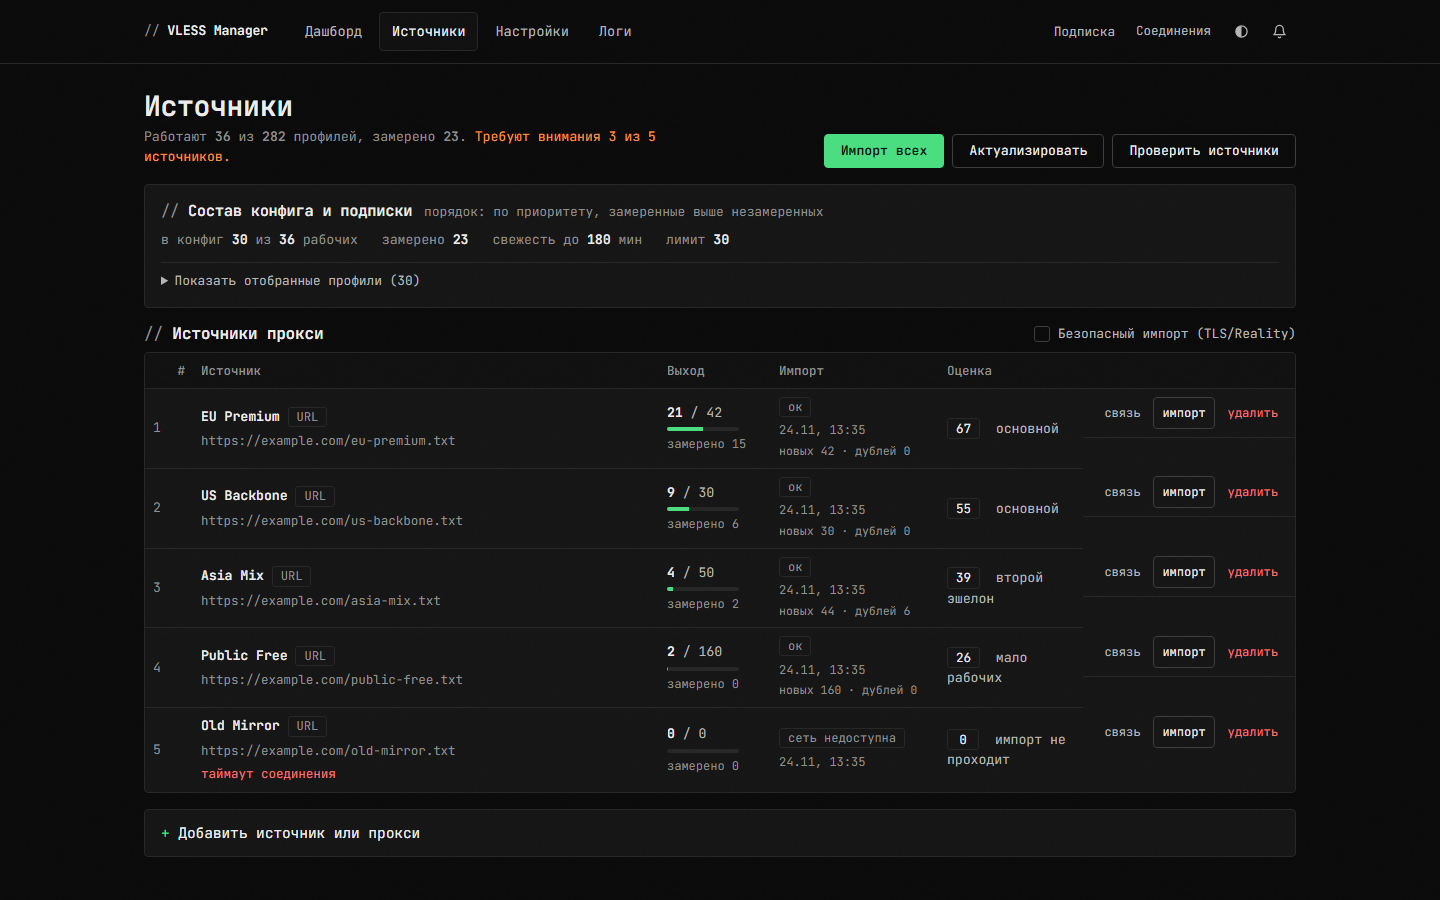 // VLESS Manager Дашборд Источники Настройки Логи Подписка Соединения
Источники
Работают 36 из 282 профилей, замерено 23. Требуют внимания 3 из 5
источников.
Импорт всех Актуализировать Проверить источники
// Состав конфига и подписки порядок: по приоритету, замеренные выше незамеренных
в конфиг 30 из 36 рабочих замерено 23 свежесть до 180 мин лимит 30
▶ Показать отобранные профили (30)
// Источники прокси Безопасный импорт (TLS/Reality)
# Источник Выход Импорт Оценка
1 EU Premium URL
https://example.com/eu-premium.txt
21 / 42
замерено 15
ок
24.11, 13:35
новых 42 · дублей 0
67 основной
связь импорт удалить
2 US Backbone URL
https://example.com/us-backbone.txt
9 / 30
замерено 6
ок
24.11, 13:35
новых 30 · дублей 0
55 основной
связь импорт удалить
3 Asia Mix URL
https://example.com/asia-mix.txt
4 / 50
замерено 2
ок
24.11, 13:35
новых 44 · дублей 6
39 второй
эшелон
связь импорт удалить
4 Public Free URL
https://example.com/public-free.txt
2 / 160
замерено 0
ок
24.11, 13:35
новых 160 · дублей 0
26 мало
рабочих
связь импорт удалить
5 Old Mirror URL
https://example.com/old-mirror.txt
таймаут соединения
0 / 0
замерено 0
сеть недоступна
24.11, 13:35
0 импорт не
проходит
связь импорт удалить
+ Добавить источник или прокси